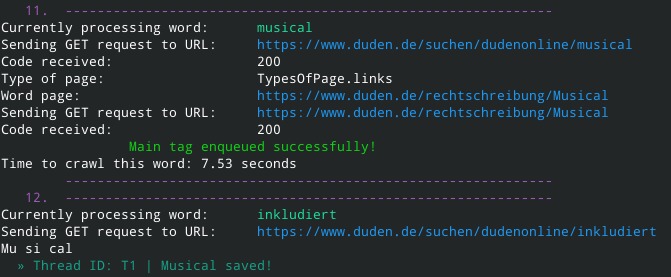 11. -------------------------------------------------------------
Currently processing word: musical
Sending GET request to URL: https://www.duden.de/suchen/dudenonline/musical
Code received: 200
Type of page: TypesOfPage.links
Word page: https://www.duden.de/rechtschreibung/Musical
Sending GET request to URL: https://www.duden.de/rechtschreibung/Musical
Code received: 200
Main tag enqueued successfully!
Time to crawl this word: 7.53 seconds
-------------------------------------------------------------
12. -------------------------------------------------------------
Currently processing word: inkludiert
Sending GET request to URL: https://www.duden.de/suchen/dudenonline/inkludiert
Mu si cal
» Thread ID: T1 | Musical saved!